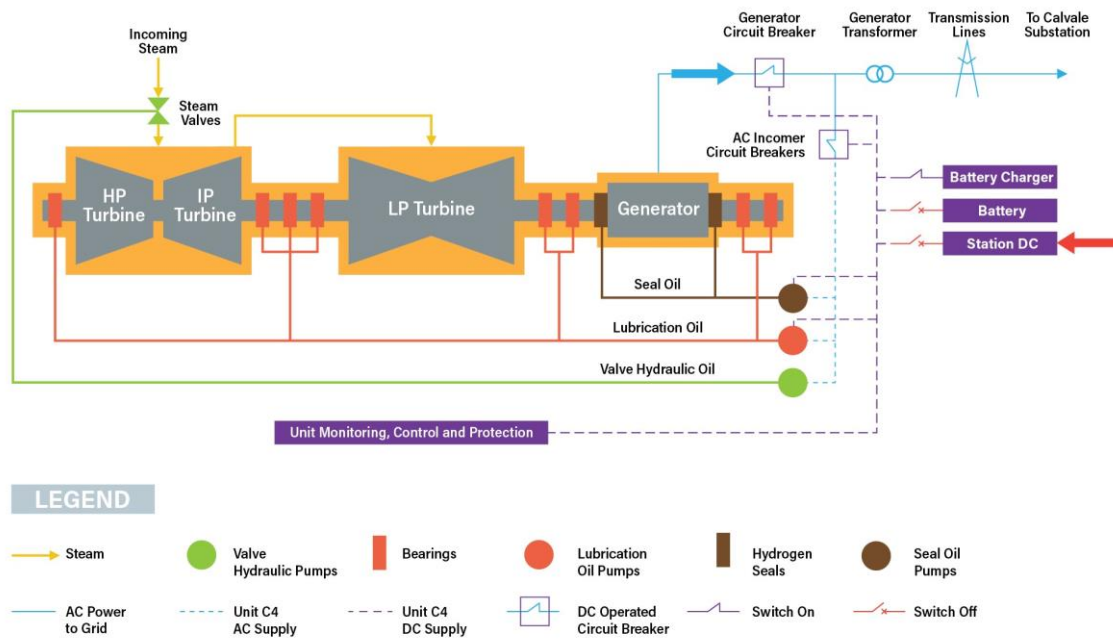 Incoming
Steam
Steam
Valves
Generator
Circuit Breaker
Generator
Transformer
Transmission
Lines
To Calvale
Substation
AC Incomer
Circuit Breakers
HP
Turbine
IP
Turbine
LP Turbine
Generator
Battery Charger
Battery
Station DC
Seal Oil
Lubrication Oil
Valve Hydraulic Oil
Unit Monitoring, Control and Protection
LEGEND
Steam
Valve
Hydraulic Pumps
Bearings
Lubrication
Oil Pumps
Hydrogen
Seals
Seal Oil
Pumps
AC Power
to Grid
Unit C4
AC Supply
Unit C4
DC Supply
DC Operated
Circuit Breaker
Switch On
Switch Off